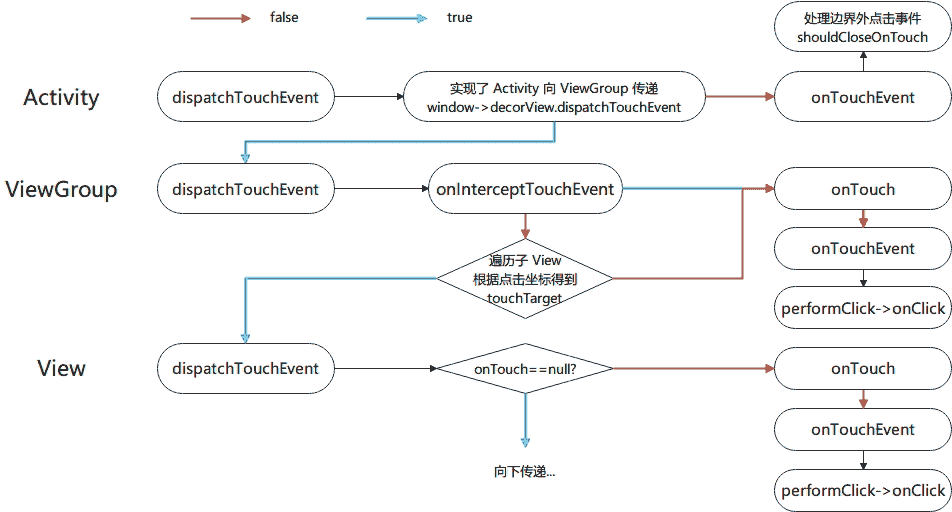 false
true
处理边界外点击事件
shouldCloseOnTouch
Activity
dispatchTouchEvent
实现了 Activity 向 ViewGroup 传递
window->decorView.dispatchTouchEvent
onTouchEvent
ViewGroup
dispatchTouchEvent
onInterceptTouchEvent
onTouch
onTouchEvent
遍历子 View
根据点击坐标得到
touchTarget
performClick->onClick
View
dispatchTouchEvent
onTouch==null?
onTouch
onTouchEvent
向下传递...
performClick->onClick